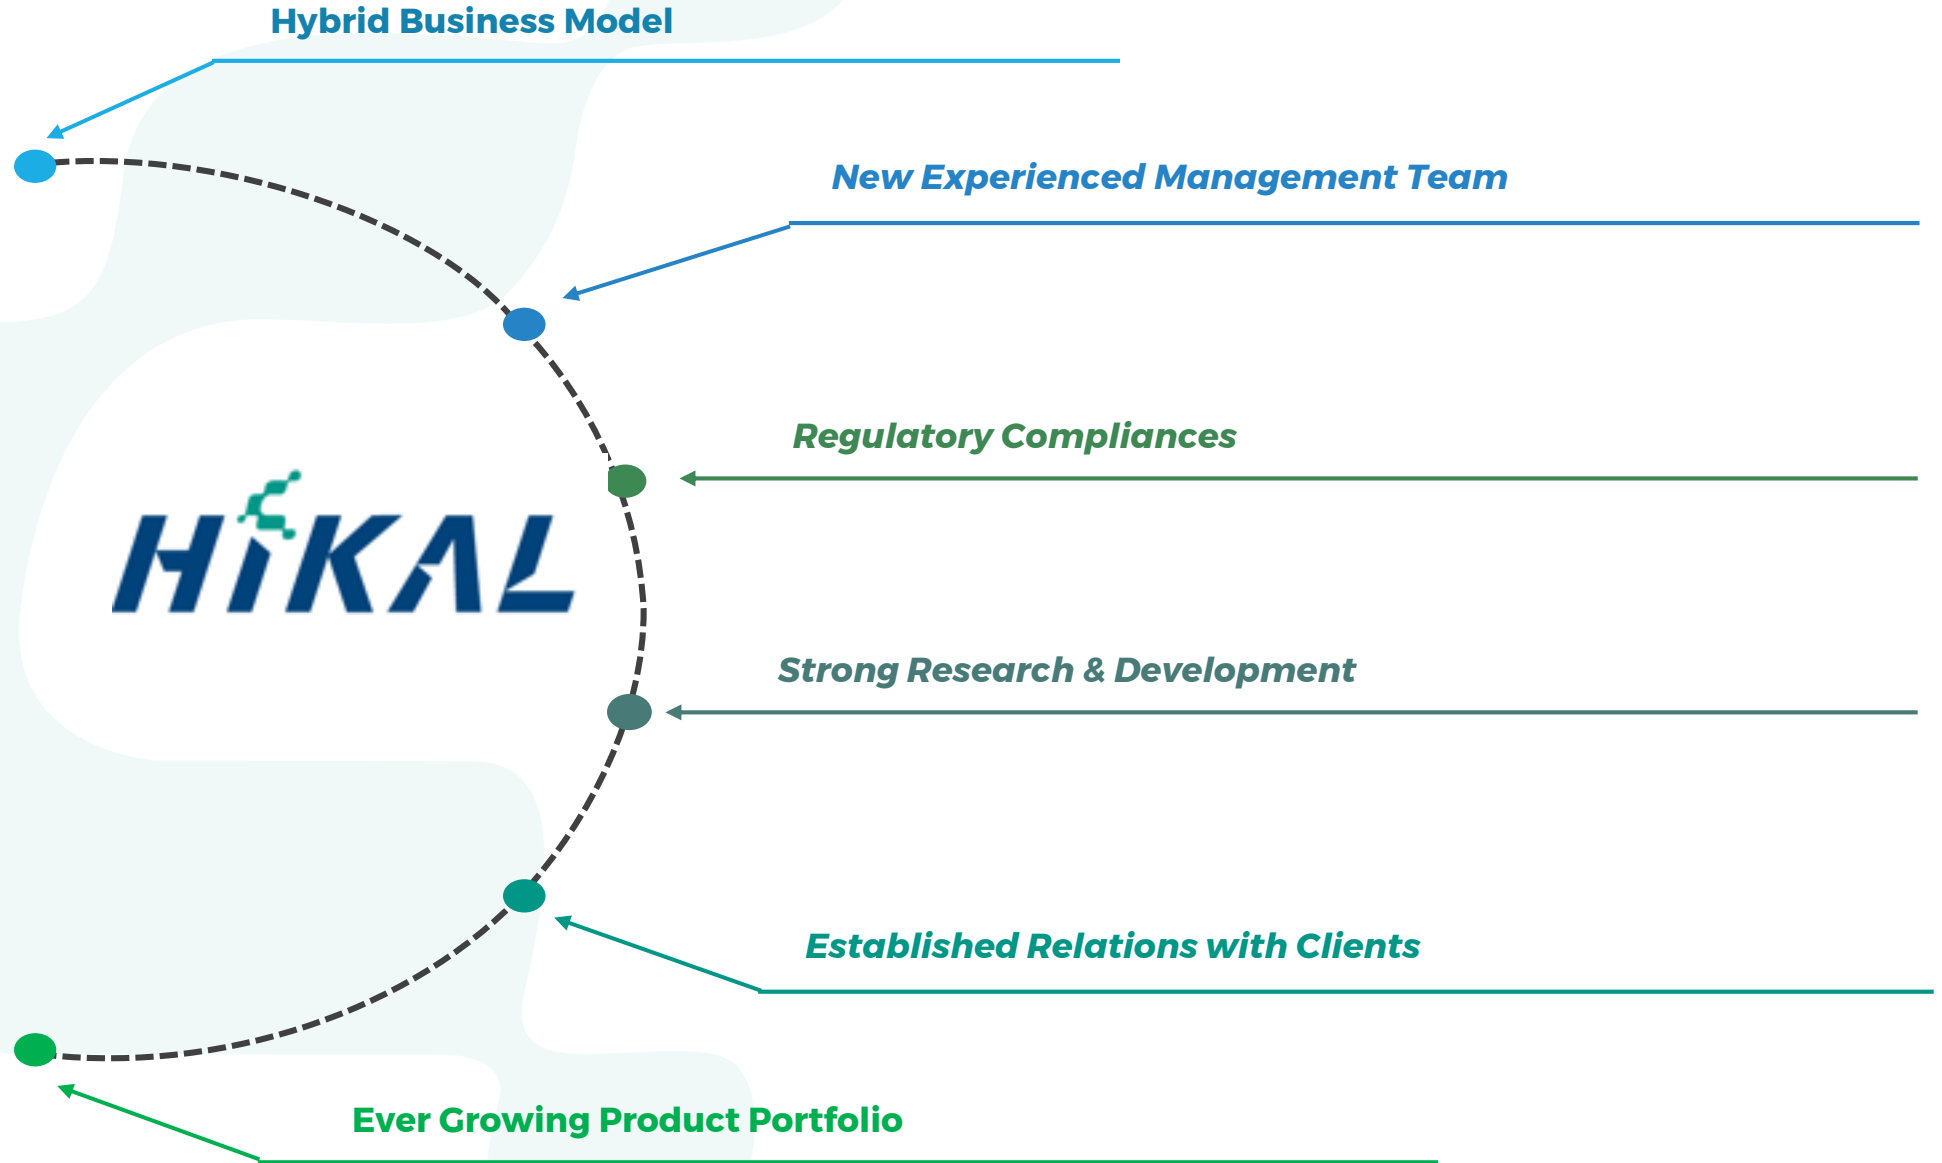 Hybrid Business Model
New Experienced Management Team
Regulatory Compliances
HiKAL
Strong Research & Development
Established Relations with Clients
Ever Growing Product Portfolio